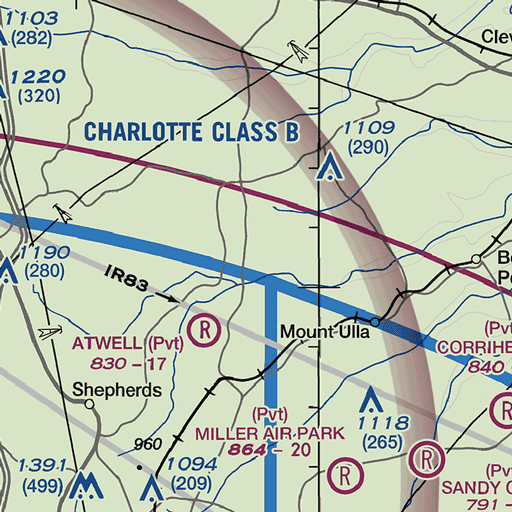 1103
(282)
Clev
1220
(320)
CHARLOTTE CLASS B
1109
(290)
1190
(280)
IR83
ATWELL (Pvt)
830 - 17
R
Mount Ulla
(Pvt)
CORRIHE
840
Shepherds
(Pvt)
MILLER AIR PARK
864 - 20
1118
(265)
960
1391
(499)
1094
(209)
R
R
R
(Pv
SANDY
791 -